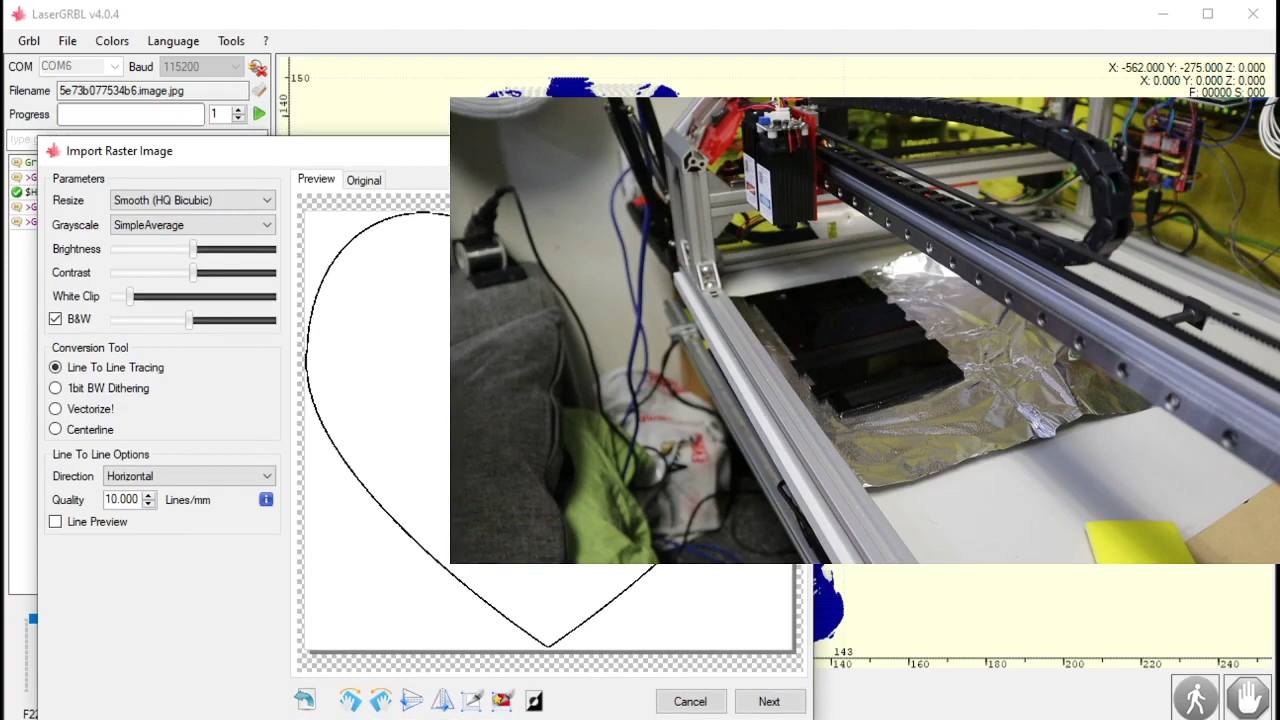 LaserGRBL v4.0.4
Grbl File Colors Language Tools ?
COM COM6 Baud 115200
Filename 5e73b077534b6.image.jpg
Progress 1
150
140
X: -562.000 Y: -275.000 Z: 0.000
X: 0.000 Y: 0.000 Z: 0.000
F: 00000 S: 000
Import Raster Image
Parameters
Resize Smooth (HQ Bicubic)
Grayscale SimpleAverage
Brightness
Contrast
White Clip
B&W
Conversion Tool
Line To Line Tracing
1bit BW Dithering
Vectorize!
Centerline
Line To Line Options
Direction Horizontal
Quality 10.000 Lines/mm
Line Preview
Preview Original
Cancel Next
143
140 160 180 200 220 240